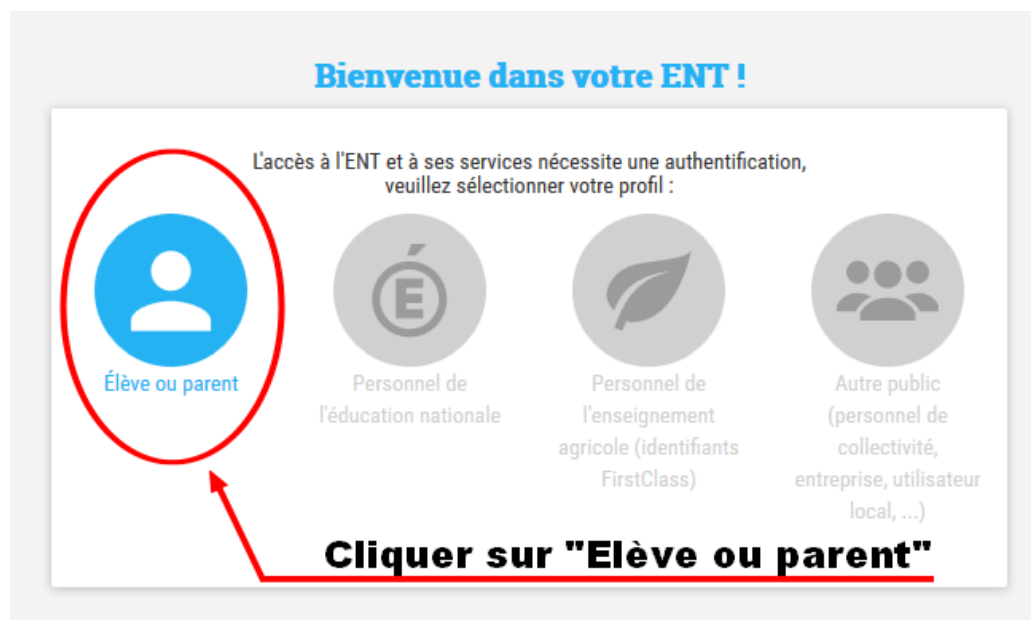 Bienvenue dans votre ENT !
L'accès à l'ENT et à ses services nécessite une authentification,
veuillez sélectionner votre profil :
É
Élève ou parent
Personnel de
l'éducation nationale
Personnel de
l'enseignement
agricole (identifiants
FirstClass)
Autre public
(personnel de
collectivité,
entreprise, utilisateur
local, ...)
Cliquer sur "Elève ou parent"